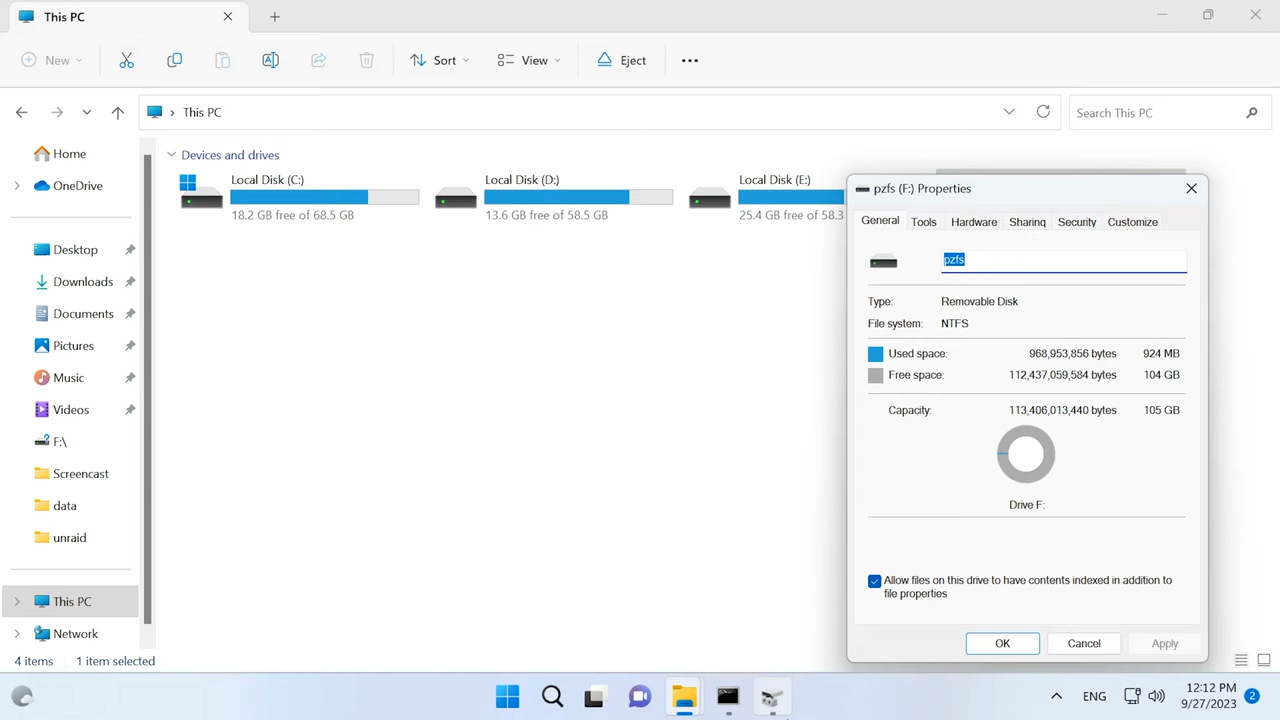 This PC
New
Sort
View
Eject
This PC
Search This PC
Home
OneDrive
Desktop
Downloads
Documents
Pictures
Music
Videos
F:\
Screencast
data
unraid
This PC
Network
Devices and drives
Local Disk (C:)
18.2 GB free of 68.5 GB
Local Disk (D:)
13.6 GB free of 58.5 GB
Local Disk (E:)
25.4 GB free of 58.3
pzfs (F:) Properties
General Tools Hardware Sharing Security Customize
pzfs
Type: Removable Disk
File system: NTFS
Used space: 968,953,856 bytes 924 MB
Free space: 112,437,059,584 bytes 104 GB
Capacity: 113,406,013,440 bytes 105 GB
Drive F:
Allow files on this drive to have contents indexed in addition to
file properties
OK Cancel Apply
4 items 1 item selected
ENG
12:12 PM
9/27/2023
2